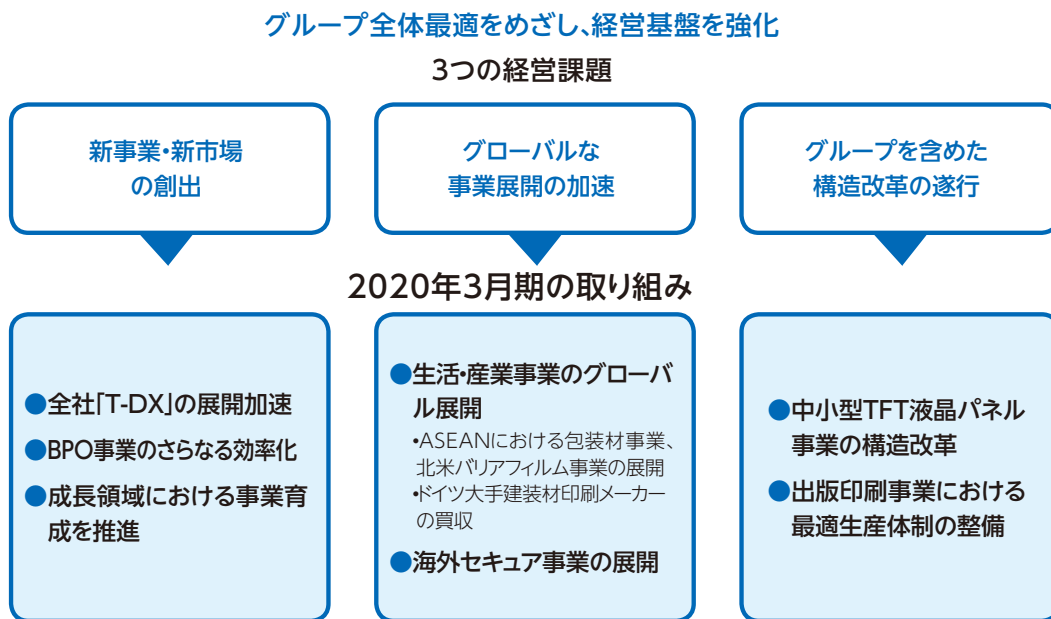 グループ全体最適をめざし、経営基盤を強化
3つの経営課題
新事業・新市場
の創出
グローバルな
事業展開の加速
グループを含めた
構造改革の遂行
2020年3月期の取り組み
●全社「T-DX」の展開加速
●BPO事業のさらなる効率化
●成長領域における事業育
成を推進
●生活・産業事業のグローバ
ル展開
•ASEANにおける包装材事業、
北米バリアフィルム事業の展開
•ドイツ大手建装材印刷メーカー
の買収
●海外セキュア事業の展開
●中小型TFT液晶パネル
事業の構造改革
●出版印刷事業における
最適生産体制の整備